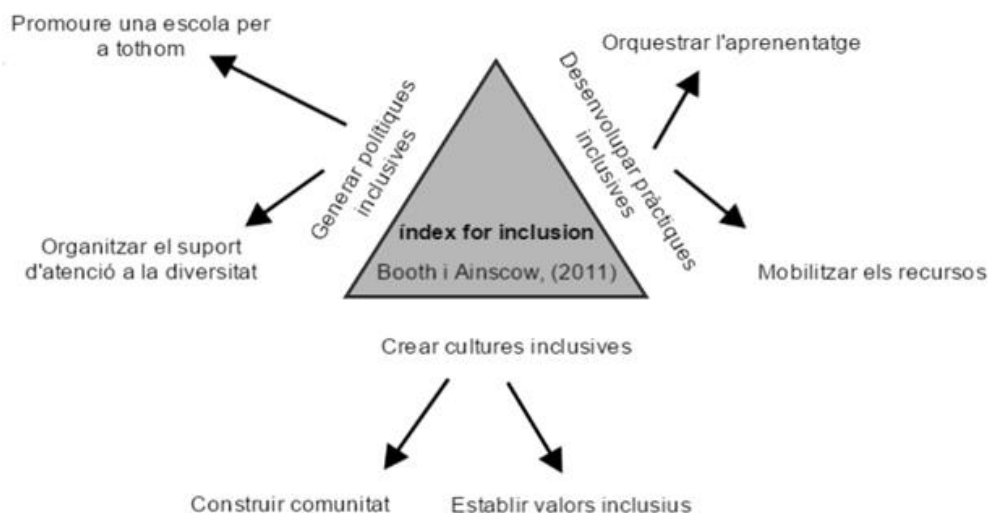 Promoure una escola per
a tothom
Orquestrar l'aprenentatge
Generar polítiques
inclusives
Desenvolupar pràctiques
inclusives
índex for inclusion
Booth i Ainscow, (2011)
Organitzar el suport
d'atenció a la diversitat
Mobilitzar els recursos
Crear cultures inclusives
Construir comunitat
Establir valors inclusius